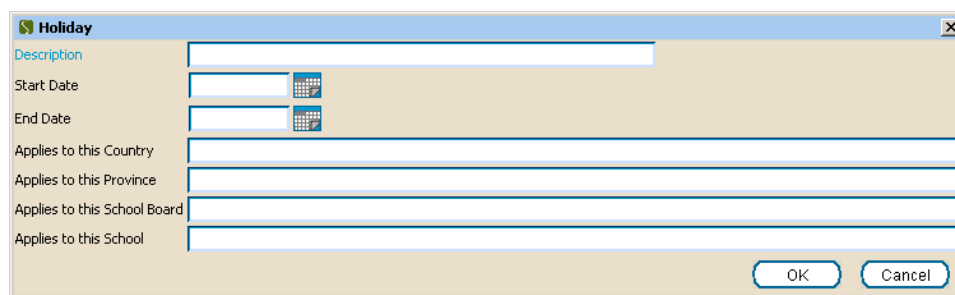 Holiday
Description
Start Date
End Date
Applies to this Country
Applies to this Province
Applies to this School Board
Applies to this School
OK Cancel